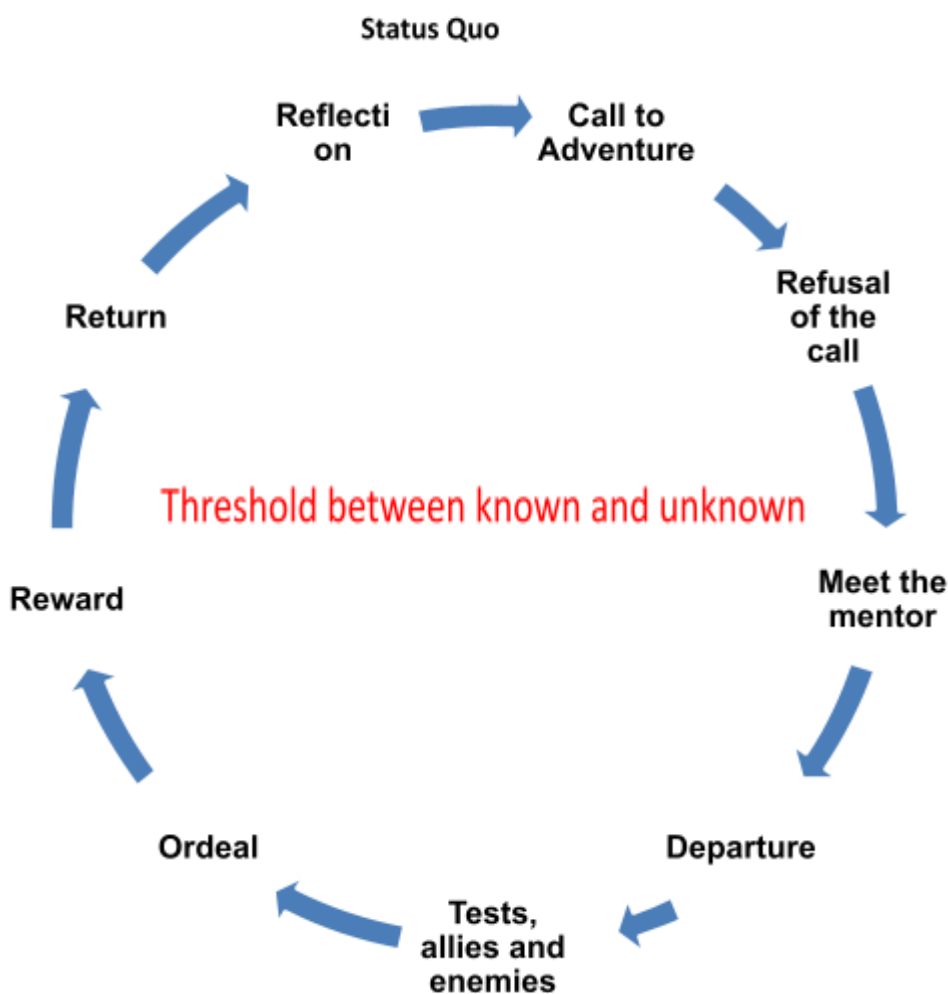 Status Quo
Reflecti
on
Call to
Adventure
Refusal
of the
call
Return
Threshold between known and unknown
Meet the
mentor
Reward
Departure
Ordeal
Tests,
allies and
enemies